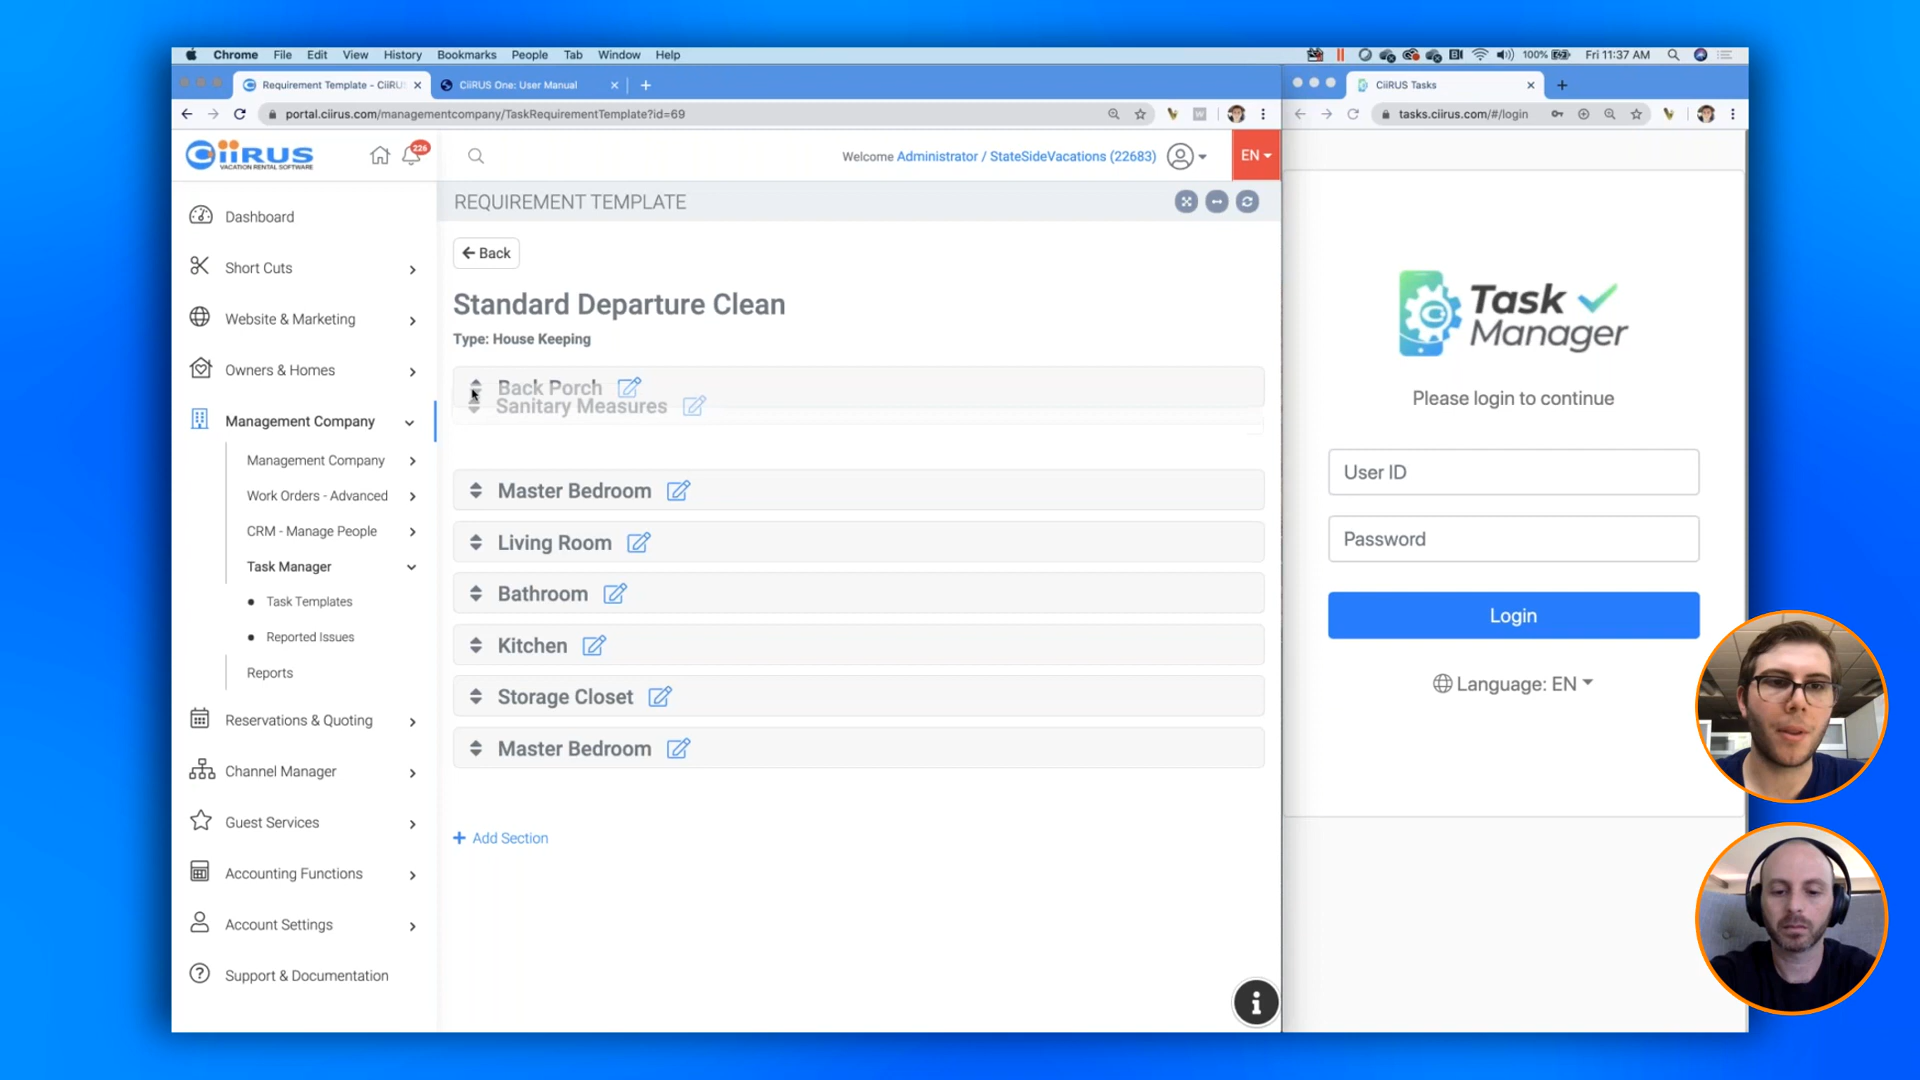 Chrome File Edit View History Bookmarks People Tab Window Help
100% Fri 11:37 AM
Requirement Template - CiiRU
CiiRUS One: User Manual
CiiRUS Tasks
portal.ciirus.com/managementcompany/TaskRequirementTemplate?id=69
tasks.ciirus.com/#/login
CiiRUS
VACATION RENTAL SOFTWARE
226
Welcome Administrator / StateSideVacations (22683)
EN
REQUIREMENT TEMPLATE
Dashboard
Short Cuts
Website & Marketing
Owners & Homes
Management Company
Management Company
Work Orders - Advanced
CRM - Manage People
Task Manager
Task Templates
Reported Issues
Reports
Reservations & Quoting
Channel Manager
Guest Services
Accounting Functions
Account Settings
Support & Documentation
Back
Standard Departure Clean
Type: House Keeping
Back Porch
Sanitary Measures
Master Bedroom
Living Room
Bathroom
Kitchen
Storage Closet
Master Bedroom
+ Add Section
Task
Manager
Please login to continue
User ID
Password
Login
Language: EN